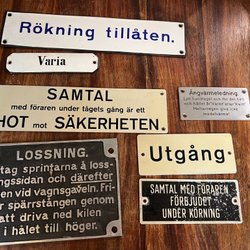 Rökning tillåten.
Varia
SAMTAL
med föraren under tågets gång är ett
HOT mot SÄKERHETEN
Ångvärmeledning.
Utgång.
LOSSNING.
tag sprintarna å loss-
ngssidan och därefter
en vid vagnsgaveln. Fri
r spärrstången genom
att driva ned kilen
i hålet till höger.
SAMTAL MED FÖRAREN
FÖRBJUDET
UNDER KÖRNING